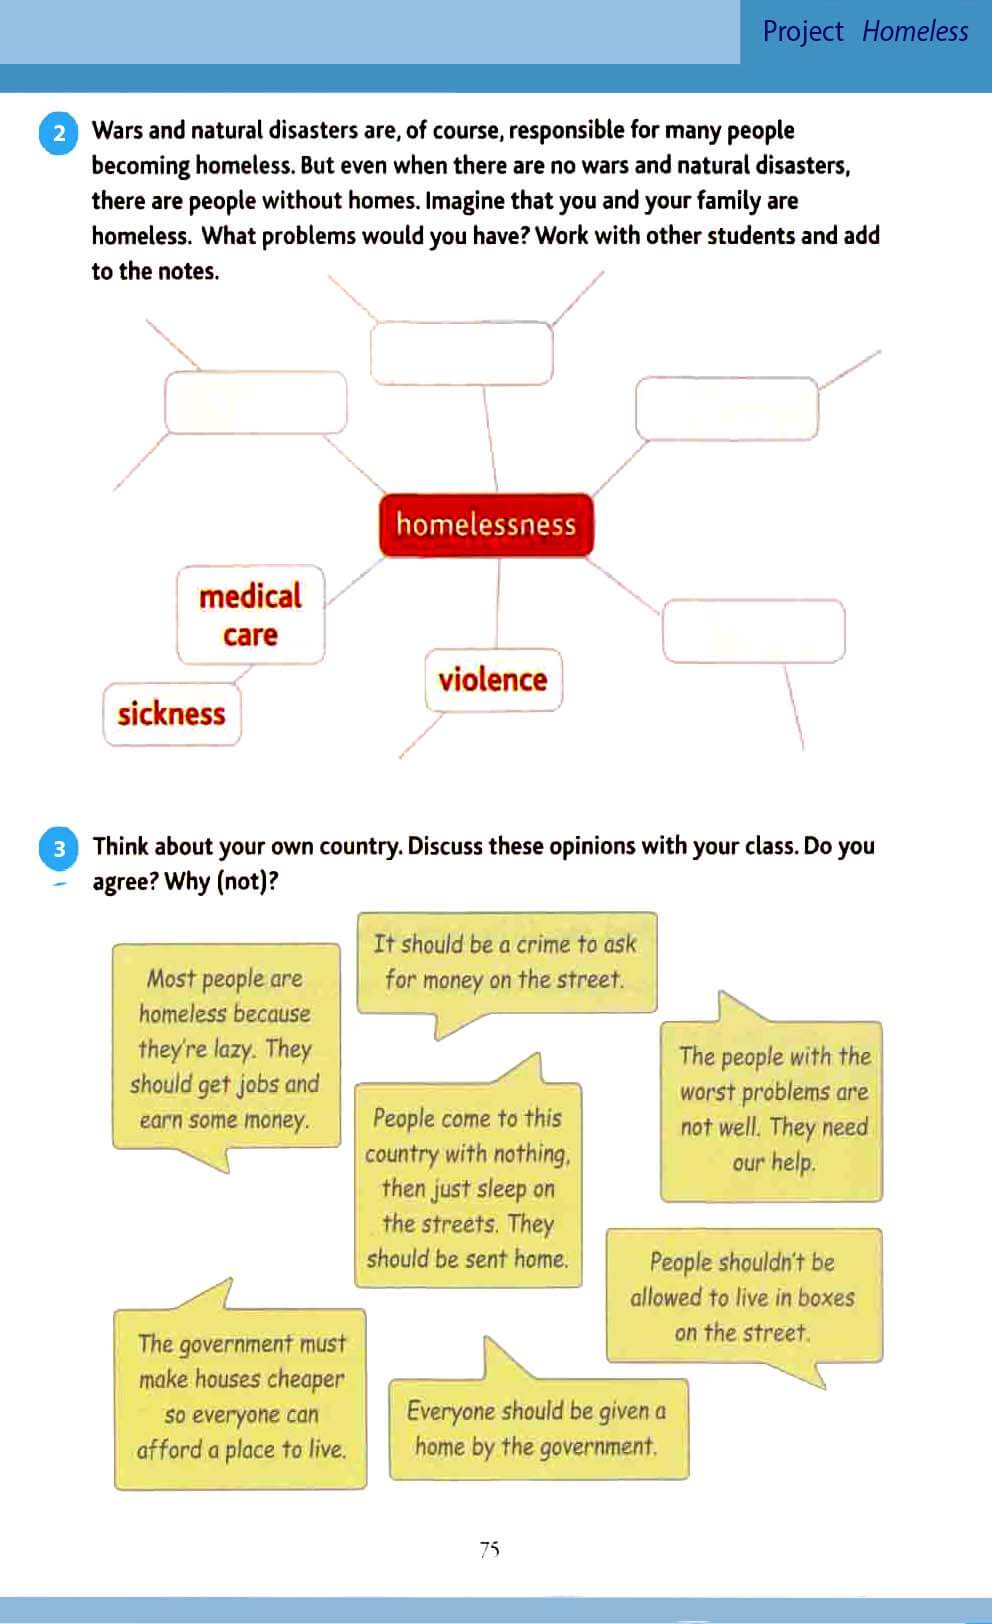 Project Homeless
2 Wars and natural disasters are, of course, responsible for many people
becoming homeless. But even when there are no wars and natural disasters,
there are people without homes. Imagine that you and your family are
homeless. What problems would you have? Work with other students and add
to the notes.
homelessness
medical
care
sickness
violence
3 Think about your own country. Discuss these opinions with your class. Do you
agree? Why (not)?
Most people are
homeless because
they're lazy. They
should get jobs and
earn some money.
It should be a crime to ask
for money on the street.
People come to this
country with nothing,
then just sleep on
the streets. They
should be sent home.
The people with the
worst problems are
not well. They need
our help.
People shouldn't be
allowed to live in boxes
on the street.
The government must
make houses cheaper
so everyone can
afford a place to live.
Everyone should be given a
home by the government.
75